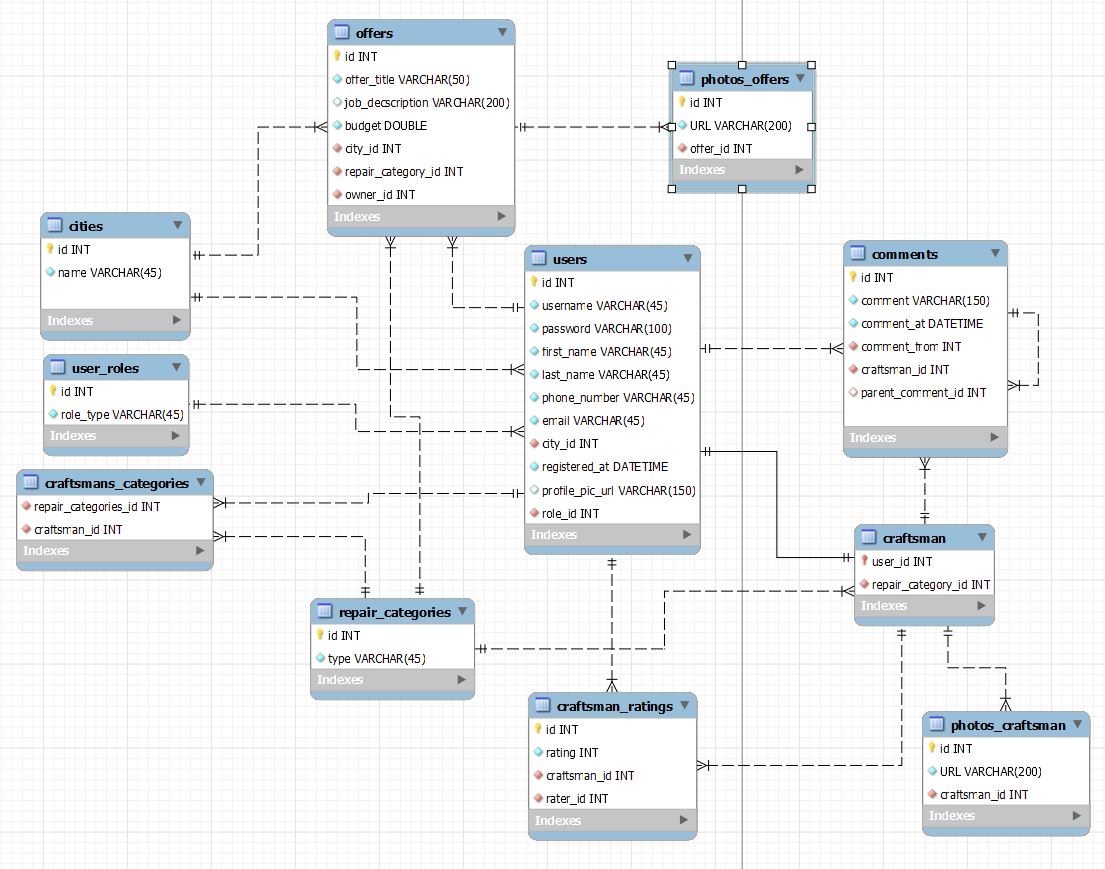 offers
id INT
offer_title VARCHAR(50)
job_decscription VARCHAR(200)
budget DOUBLE
city_id INT
repair_category_id INT
owner_id INT
Indexes
photos_offers
id INT
URL VARCHAR(200)
offer_id INT
Indexes
cities
id INT
name VARCHAR(45)
Indexes
users
id INT
username VARCHAR(45)
password VARCHAR(100)
first_name VARCHAR(45)
last_name VARCHAR(45)
phone_number VARCHAR(45)
email VARCHAR(45)
city_id INT
registered_at DATETIME
profile_pic_url VARCHAR(150)
role_id INT
Indexes
comments
id INT
comment VARCHAR(150)
comment_at DATETIME
comment_from INT
craftsman_id INT
parent_comment_id INT
Indexes
user_roles
id INT
role_type VARCHAR(45)
Indexes
craftsmans_categories
repair_categories_id INT
craftsman_id INT
Indexes
craftsman
user_id INT
repair_category_id INT
Indexes
repair_categories
id INT
type VARCHAR(45)
Indexes
craftsman_ratings
id INT
rating INT
craftsman_id INT
rater_id INT
Indexes
photos_craftsman
id INT
URL VARCHAR(200)
craftsman_id INT
Indexes